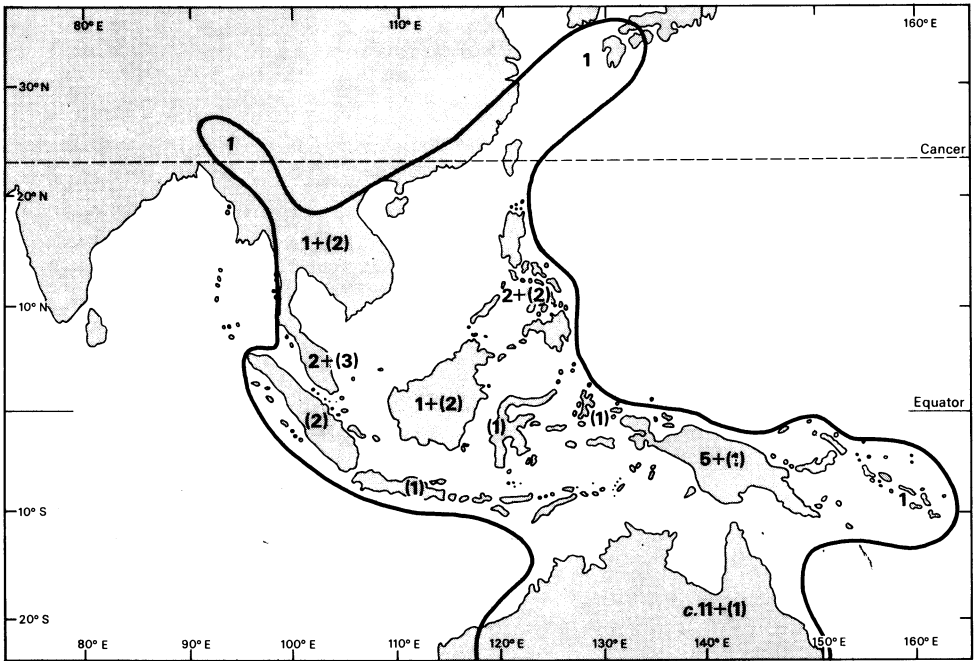 80° E 110° E 160° E
1
30° N
1
Cancer
20° N
1+(2)
2+(2)
10° N
2+(3)
1+(2)
Equator
(2)
(1)
(1)
5+(1)
(1)
1
10° S
c.11+(1)
20° S
80° E 90° E 100° E 110° E 120° E 130° E 140° E 150° E 160° E